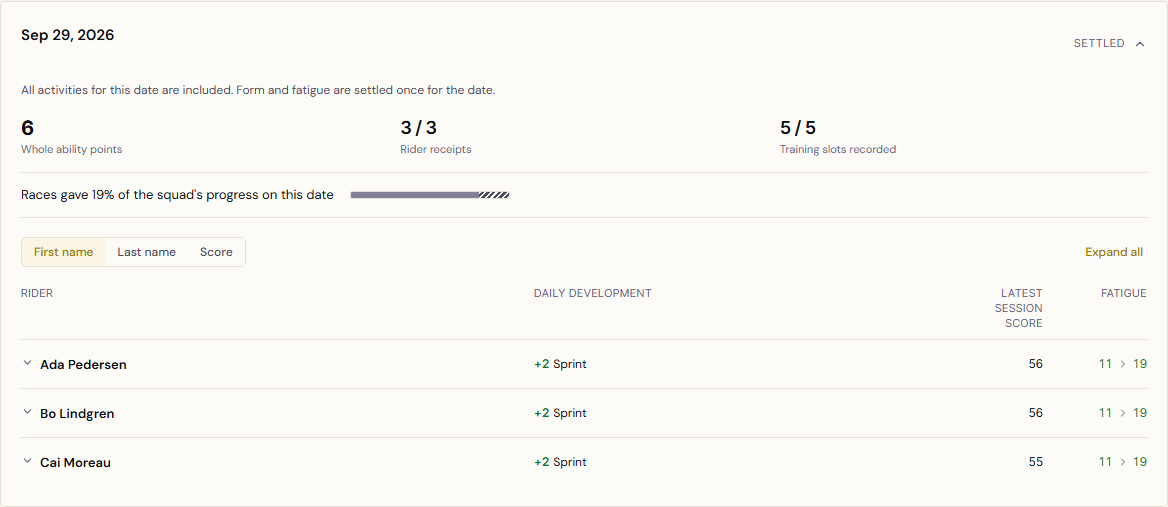 Sep 29, 2026
SETTLED
All activities for this date are included. Form and fatigue are settled once for the date.
6
Whole ability points
3 / 3
Rider receipts
5 / 5
Training slots recorded
Races gave 19% of the squad's progress on this date
First name Last name Score
Expand all
RIDER DAILY DEVELOPMENT LATEST SESSION SCORE FATIGUE
Ada Pedersen +2 Sprint 56 11 > 19
Bo Lindgren +2 Sprint 56 11 > 19
Cai Moreau +2 Sprint 55 11 > 19